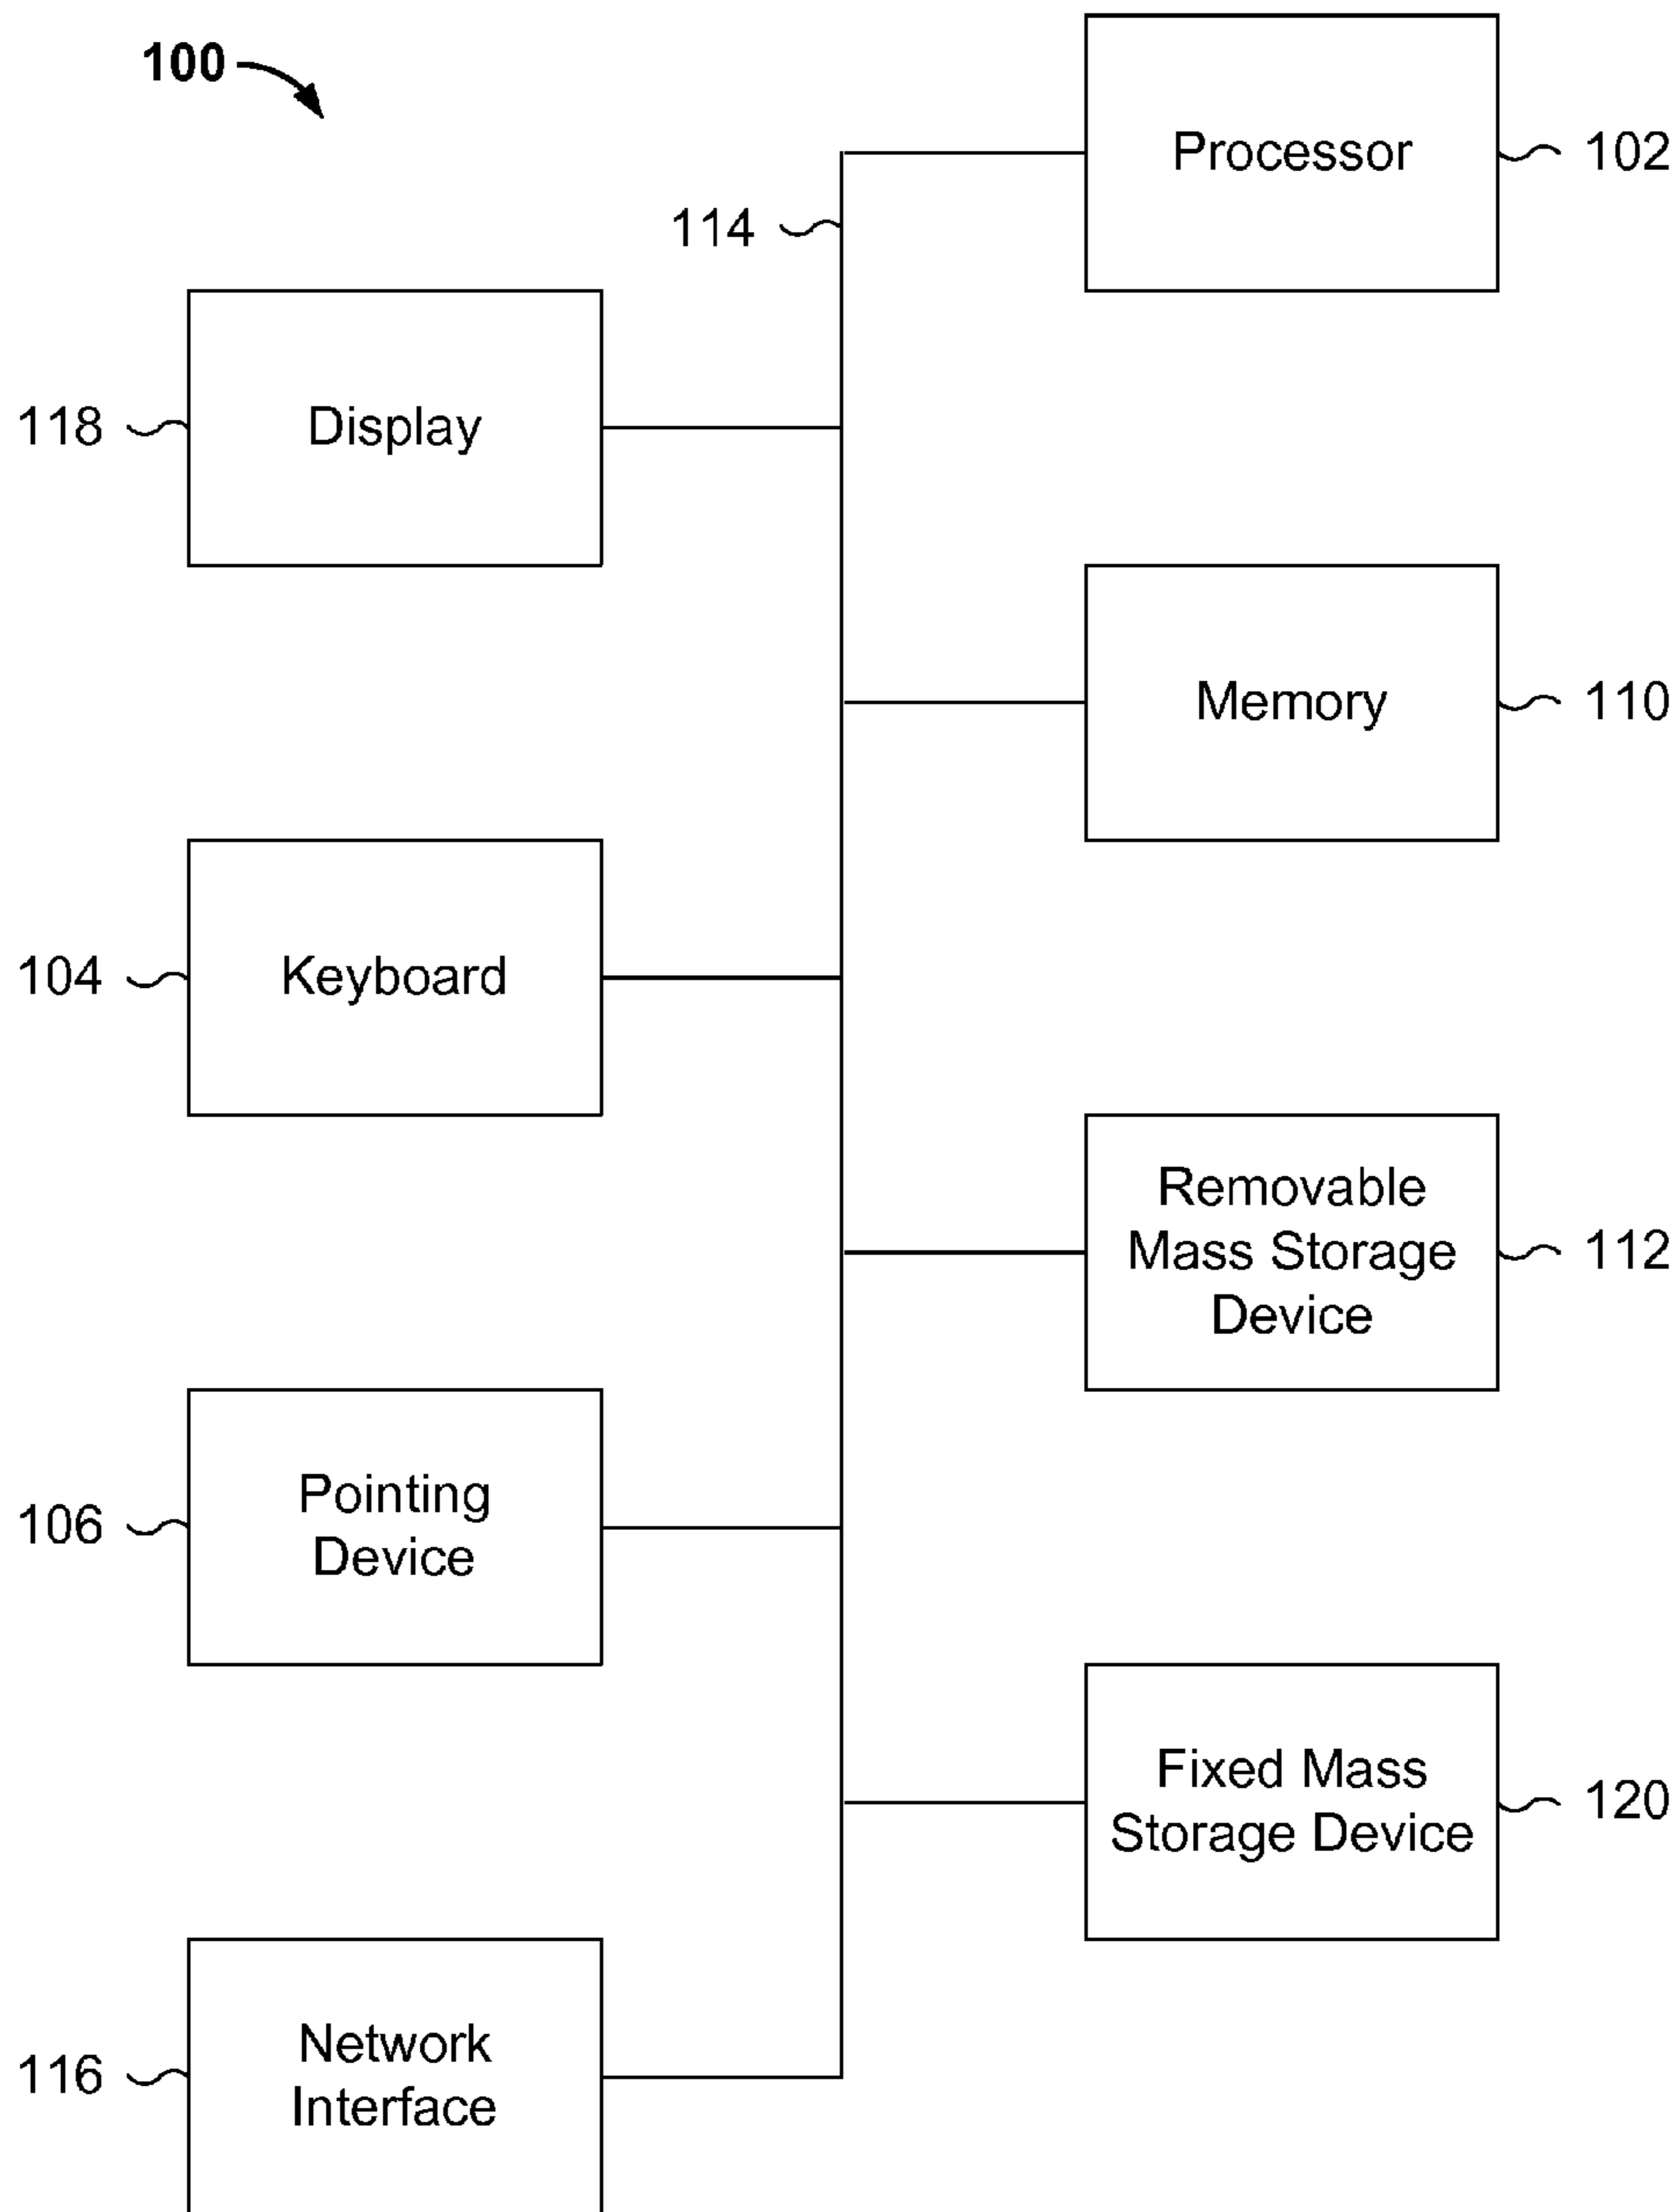 100
Processor
102
114
118
Display
Memory
110
104
Keyboard
Removable
Mass Storage
Device
112
106
Pointing
Device
Fixed Mass
Storage Device
120
116
Network
Interface